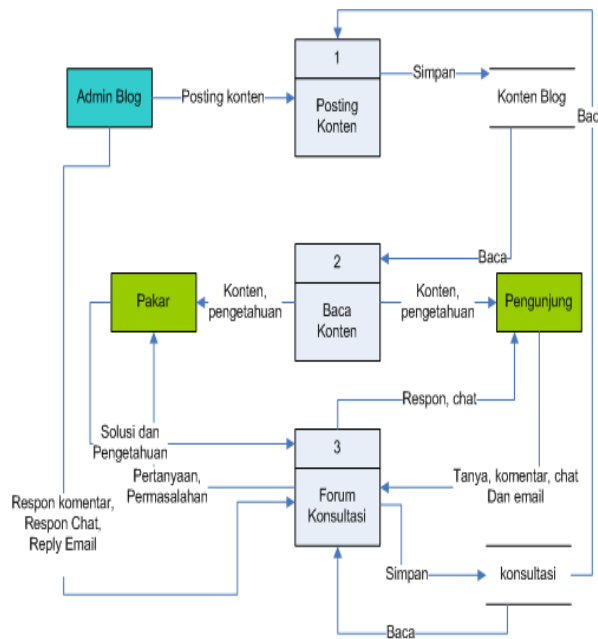 1
Simpan
Admin Blog
Posting konten
Posting
Konten
Konten Blog
Bac
Baca
2
Pakar
Konten,
pengetahuan
Baca
Konten
Konten,
pengetahuan
Pengunjung
Respon, chat
Solusi dan
Pengetahuan
3
Pertanyaan,
Permasalahan
Forum
Konsultasi
Tanya, komentar, chat
Dan email
Respon komentar,
Respon Chat,
Reply Email
Simpan
konsultasi
Baca